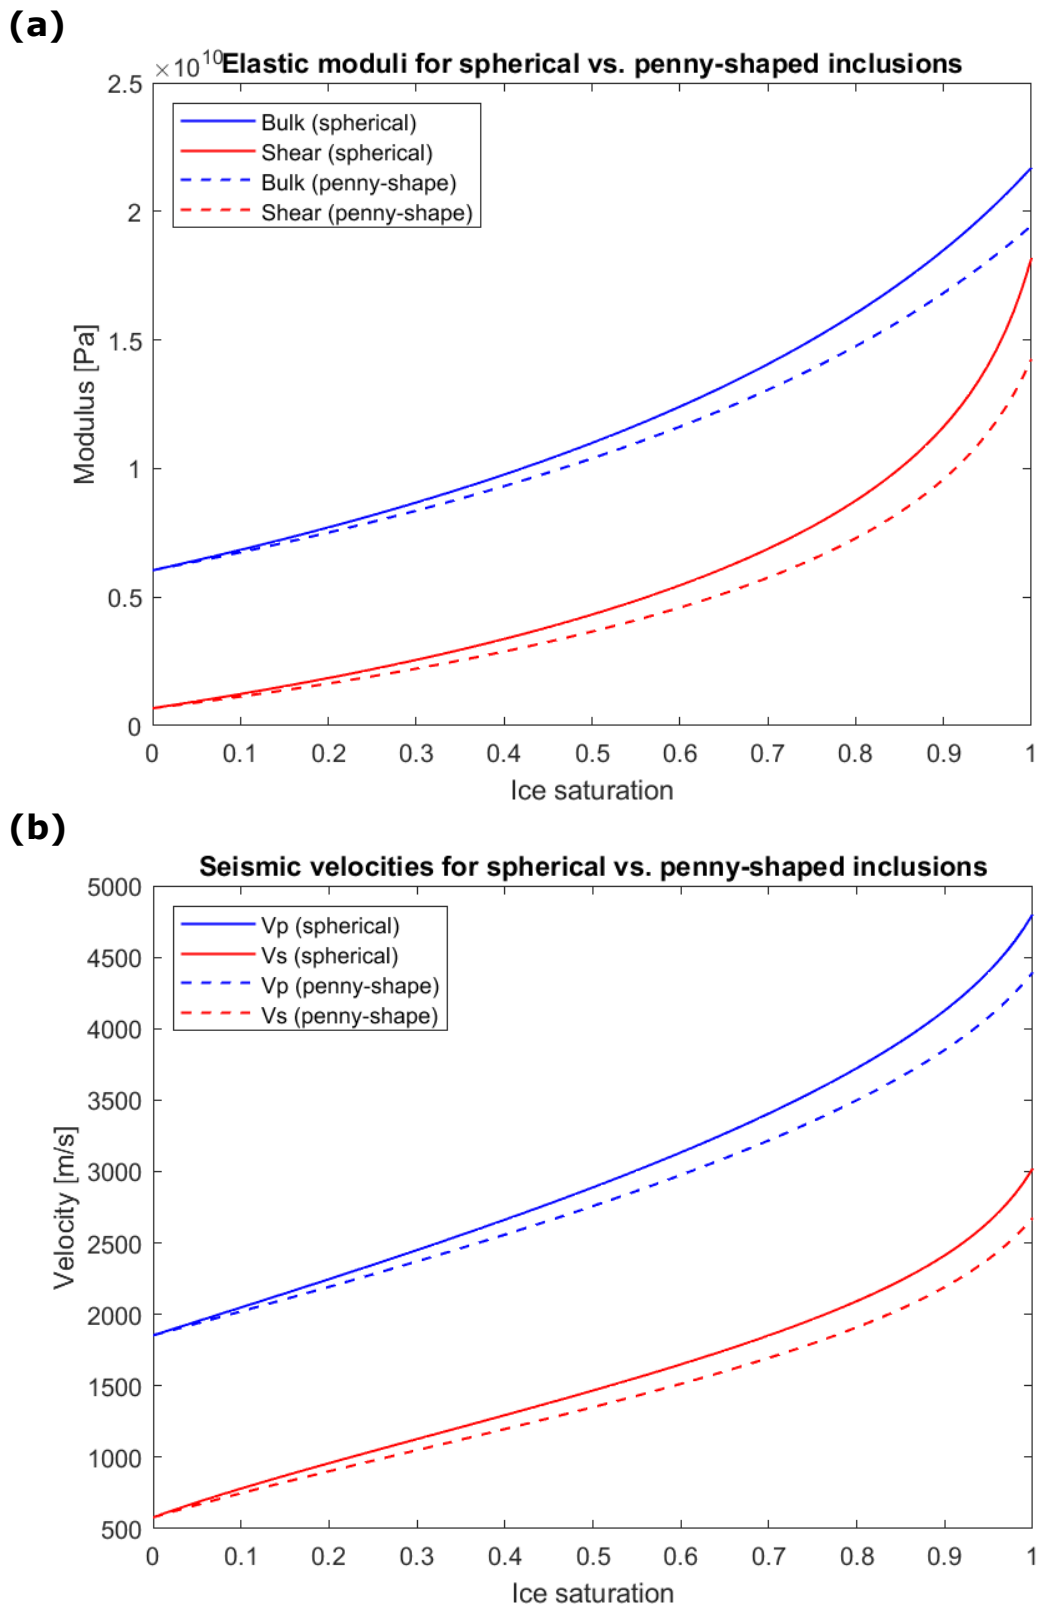 (a)
×10^10
Elastic moduli for spherical vs. penny-shaped inclusions
2.5
2
1.5
1
0.5
0
Modulus [Pa]
Bulk (spherical)
Shear (spherical)
Bulk (penny-shape)
Shear (penny-shape)
0 0.1 0.2 0.3 0.4 0.5 0.6 0.7 0.8 0.9 1
Ice saturation
(b)
Seismic velocities for spherical vs. penny-shaped inclusions
5000
4500
4000
3500
3000
2500
2000
1500
1000
500
Velocity [m/s]
Vp (spherical)
Vs (spherical)
Vp (penny-shape)
Vs (penny-shape)
0 0.1 0.2 0.3 0.4 0.5 0.6 0.7 0.8 0.9 1
Ice saturation